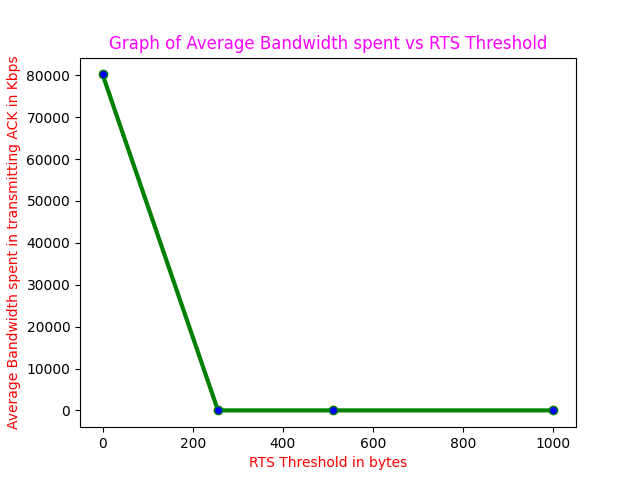 Graph of Average Bandwidth spent vs RTS Threshold
Average Bandwidth spent in transmitting ACK in Kbps
80000
70000
60000
50000
40000
30000
20000
10000
0
0 200 400 600 800 1000
RTS Threshold in bytes